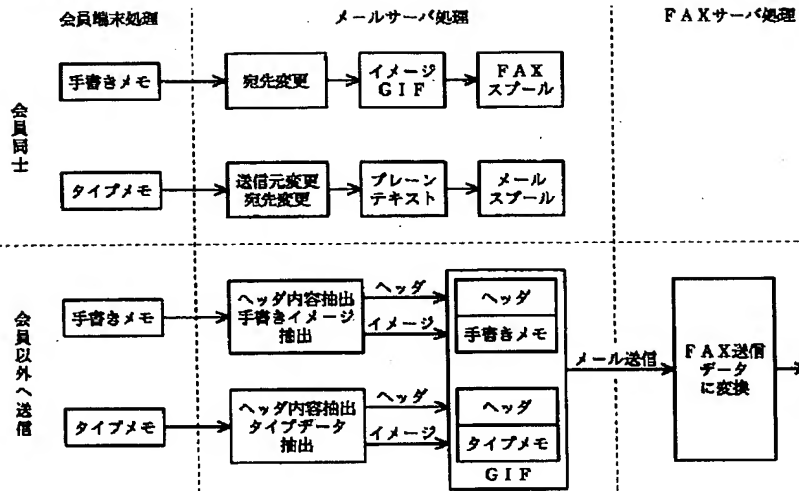 会員端末処理
メールサーバ処理
FAXサーバ処理
会員同士
手書きメモ
宛先変更
イメージ
GIF
FAX
スプール
タイプメモ
送信元変更
宛先変更
プレーン
テキスト
メール
スプール
会員以外へ送信
手書きメモ
ヘッダ内容抽出
手書きイメージ
抽出
ヘッダ
イメージ
ヘッダ
手書きメモ
メール送信
FAX送信
データ
に変換
タイプメモ
ヘッダ内容抽出
タイプデータ
抽出
ヘッダ
イメージ
ヘッダ
タイプメモ
GIF